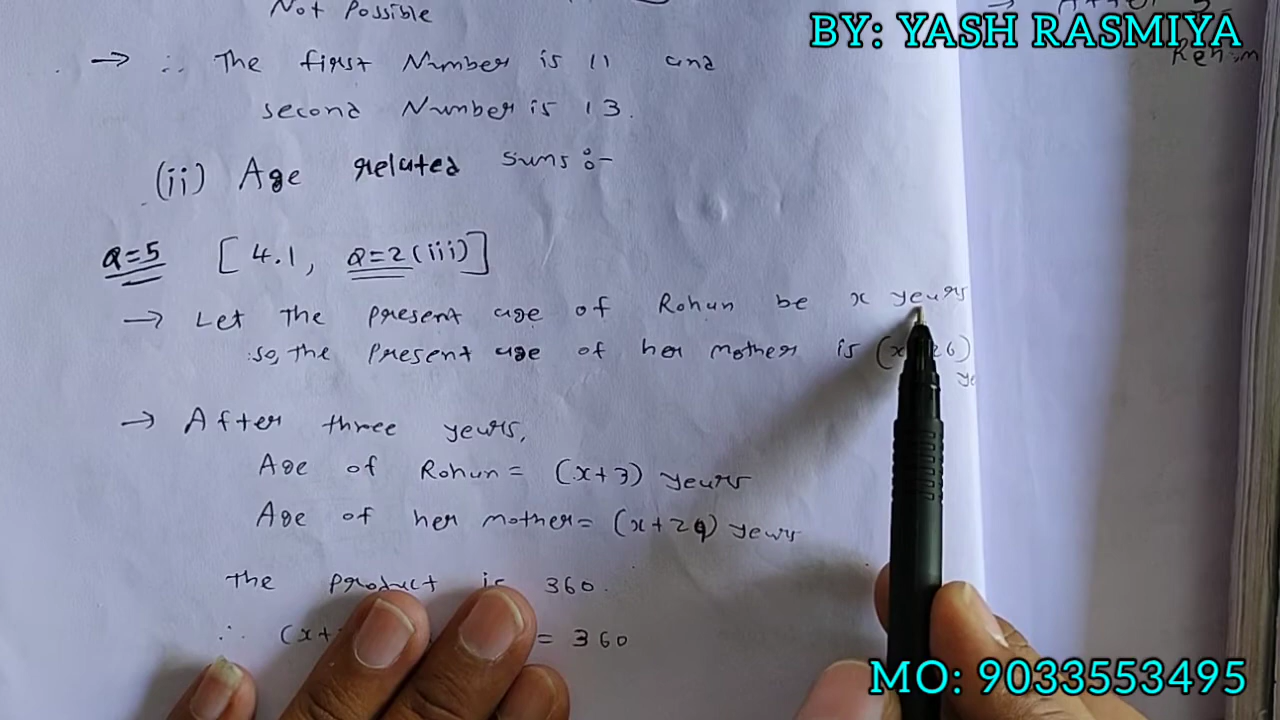 Not Possible
BY: YASH RASMIYA
→ ∴ The first Number is 11 and
second Number is 13.
(ii) Age related sums :-
Q=5 [4.1, Q=2(iii)]
→ Let the present age of Rohun be x years
so, the present age of her mother is (x 26)
→ After three years,
Age of Rohun = (x+3) years
Age of her mother = (x+29) years
The product is 360.
∴ (x+ = 360
MO: 9033553495